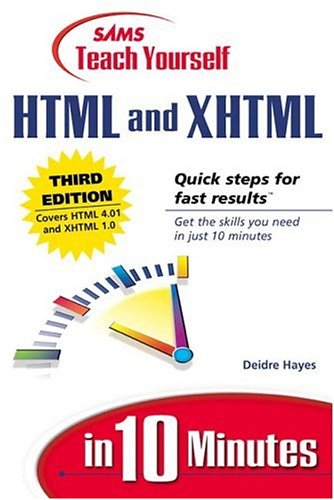 SAMS
Teach Yourself
HTML and XHTML
THIRD
EDITION
Covers HTML 4.01
and XHTML 1.0
Quick steps for
fast results™
Get the skills you need
in just 10 minutes
Deidre Hayes
in 10 Minutes